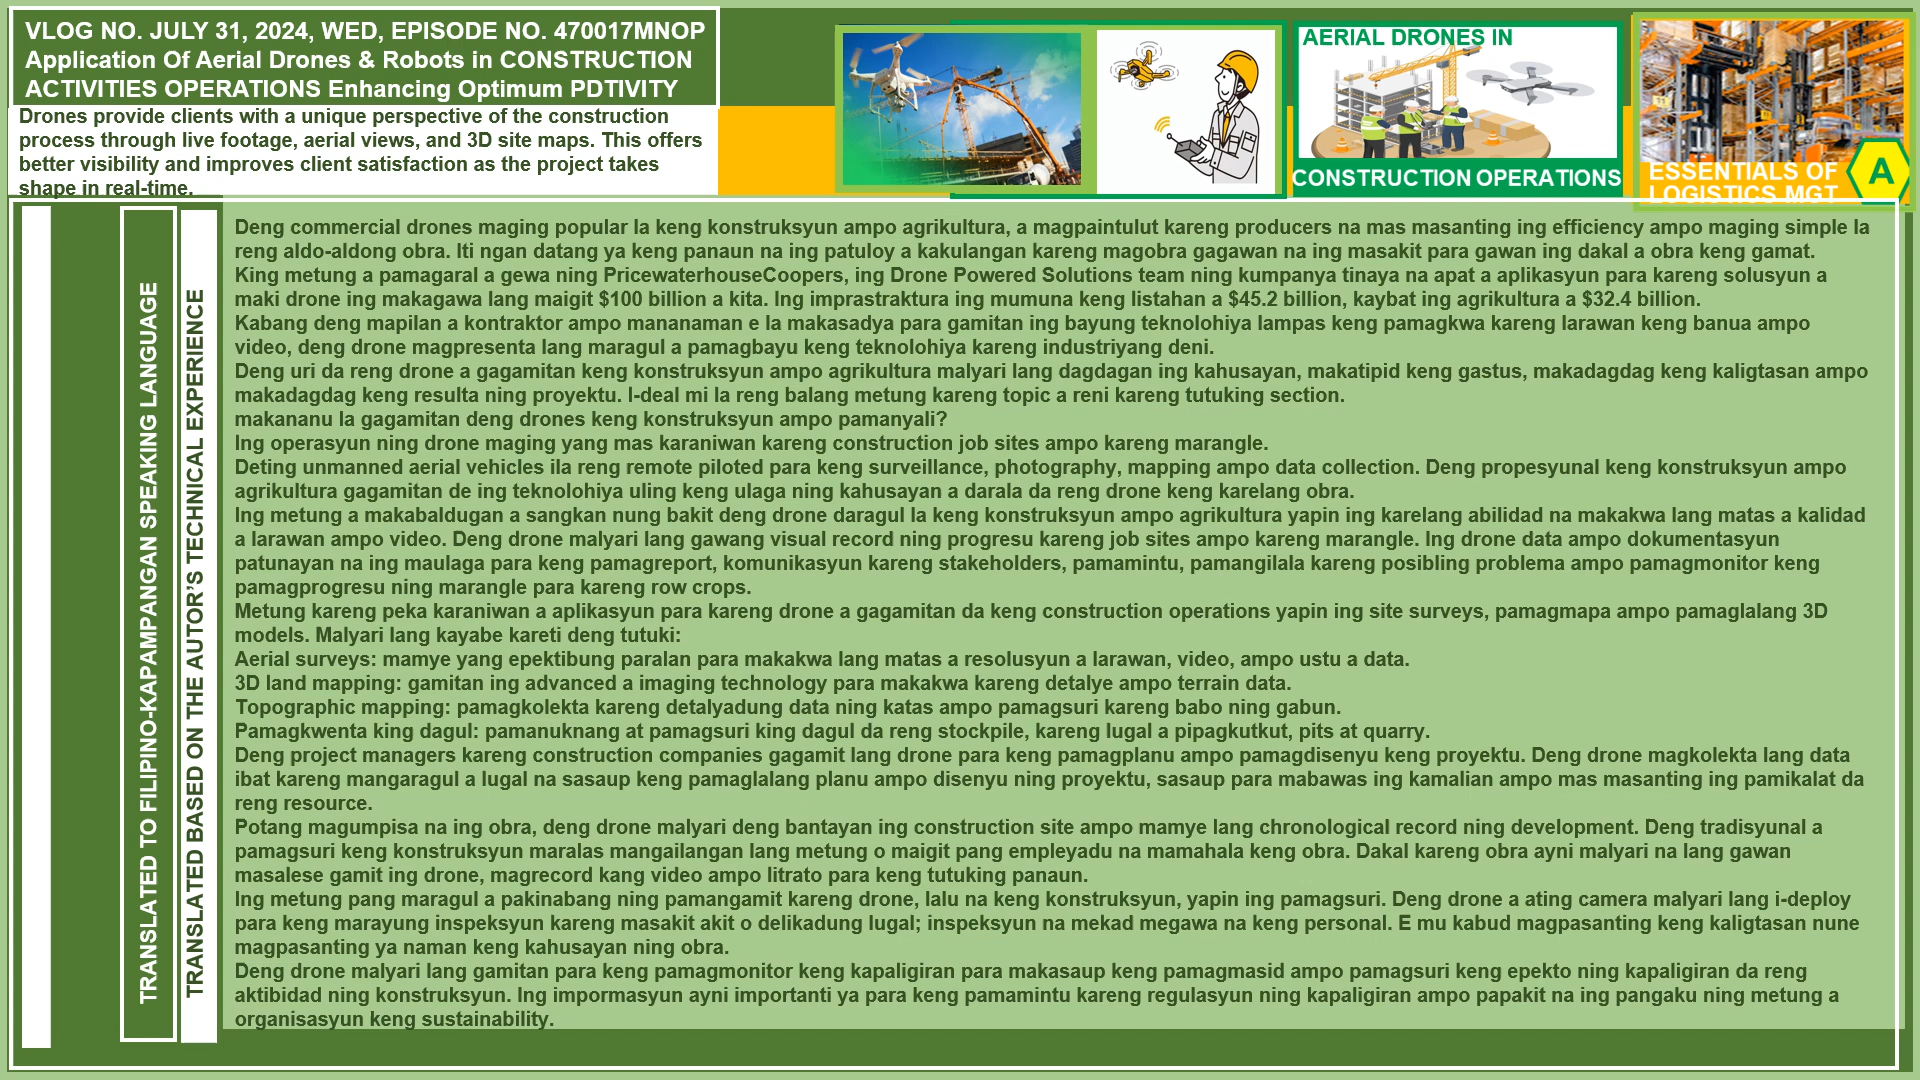 VLOG NO. JULY 31, 2024, WED, EPISODE NO. 470017MNOP
Application Of Aerial Drones & Robots in CONSTRUCTION
ACTIVITIES OPERATIONS Enhancing Optimum PDTIVITY
Drones provide clients with a unique perspective of the construction
process through live footage, aerial views, and 3D site maps. This offers
better visibility and improves client satisfaction as the project takes
shape in real-time.
AERIAL DRONES IN
CONSTRUCTION OPERATIONS
ESSENTIALS OF
LOGISTICS MGT
A
TRANSLATED TO FILIPINO-KAPAMPANGAN SPEAKING LANGUAGE
TRANSLATED BASED ON THE AUTOR'S TECHNICAL EXPERIENCE
Deng commercial drones maging popular la keng konstruksyun ampo agrikultura, a magpaintulut kareng producers na mas masanting ing efficiency ampo maging simple la
reng aldo-aldong obra. Iti ngan datang ya keng panaun na ing patuloy a kakulangan kareng magobra gagawan na ing masakit para gawan ing dakal a obra keng gamat.
King metung a pamagaral a gewa ning PricewaterhouseCoopers, ing Drone Powered Solutions team ning kumpanya tinaya na apat a aplikasyun para kareng solusyun a
maki drone ing makagawa lang maigit $100 billion a kita. Ing imprastraktura ing mumuna keng listahan a $45.2 billion, kaybat ing agrikultura a $32.4 billion.
Kabang deng mapilan a kontraktor ampo mananaman e la makasadya para gamitan ing bayung teknolohiya lampas keng pamagkwa kareng larawan keng banua ampo
video, deng drone magpresenta lang maragul a pamagbayu keng teknolohiya kareng industriyang deni.
Deng uri da reng drone a gagamitan keng konstruksyun ampo agrikultura malyari lang dagdagan ing kahusayan, makatipid keng gastus, makadagdag keng kaligtasan ampo
makadagdag keng resulta ning proyektu. I-deal mi la reng balang metung kareng topic a reni kareng tutuking section.
makananu la gagamitan deng drones keng konstruksyun ampo pamanyali?
Ing operasyun ning drone maging yang mas karaniwan kareng construction job sites ampo kareng marangle.
Deting unmanned aerial vehicles ila reng remote piloted para keng surveillance, photography, mapping ampo data collection. Deng propesyunal keng konstruksyun ampo
agrikultura gagamitan de ing teknolohiya uling keng ulaga ning kahusayan a darala da reng drone keng karelang obra.
Ing metung a makabaldugan a sangkan nung bakit deng drone daragul la keng konstruksyun ampo agrikultura yapin ing karelang abilidad na makakwa lang matas a kalidad
a larawan ampo video. Deng drone malyari lang gawang visual record ning progresu kareng job sites ampo kareng marangle. Ing drone data ampo dokumentasyun
patunayan na ing maulaga para keng pamagreport, komunikasyun kareng stakeholders, pamamintu, pamangilala kareng posibling problema ampo pamagmonitor keng
pamagprogresu ning marangle para kareng row crops.
Metung kareng peka karaniwan a aplikasyun para kareng drone a gagamitan da keng construction operations yapin ing site surveys, pamagmapa ampo pamaglalang 3D
models. Malyari lang kayabe kareti deng tutuki:
Aerial surveys: mamye yang epektibung paralan para makakwa lang matas a resolusyun a larawan, video, ampo ustu a data.
3D land mapping: gamitan ing advanced a imaging technology para makakwa kareng detalye ampo terrain data.
Topographic mapping: pamagkolekta kareng detalyadung data ning katas ampo pamagsuri kareng babo ning gabun.
Pamagkwenta king dagul: pamanuknang at pamagsuri king dagul da reng stockpile, kareng lugal a pipagkutkut, pits at quarry.
Deng project managers kareng construction companies gagamit lang drone para keng pamagplanu ampo pamagdisenyu keng proyektu. Deng drone magkolekta lang data
ibat kareng mangaragul a lugal na sasaup keng pamaglalang planu ampo disenyu ning proyektu, sasaup para mabawas ing kamalian ampo mas masanting ing pamikalat da
reng resource.
Potang magumpisa na ing obra, deng drone malyari deng bantayan ing construction site ampo mamye lang chronological record ning development. Deng tradisyunal a
pamagsuri keng konstruksyun maralas mangailangan lang metung o maigit pang empleyadu na mamahala keng obra. Dakal kareng obra ayni malyari na lang gawan
masalese gamit ing drone, magrecord kang video ampo litrato para keng tutuking panaun.
Ing metung pang maragul a pakinabang ning pamangamit kareng drone, lalu na keng konstruksyun, yapin ing pamagsuri. Deng drone a ating camera malyari lang i-deploy
para keng marayung inspeksyun kareng masakit akit o delikadung lugal; inspeksyun na mekad megawa na keng personal. E mu kabud magpasanting keng kaligtasan nune
magpasanting ya naman keng kahusayan ning obra.
Deng drone malyari lang gamitan para keng pamagmonitor keng kapaligiran para makasaup keng pamagmasid ampo pamagsuri keng epekto ning kapaligiran da reng
aktibidad ning konstruksyun. Ing impormasyun ayni importanti ya para keng pamamintu kareng regulasyun ning kapaligiran ampo papakit na ing pangaku ning metung a
organisasyun keng sustainability.